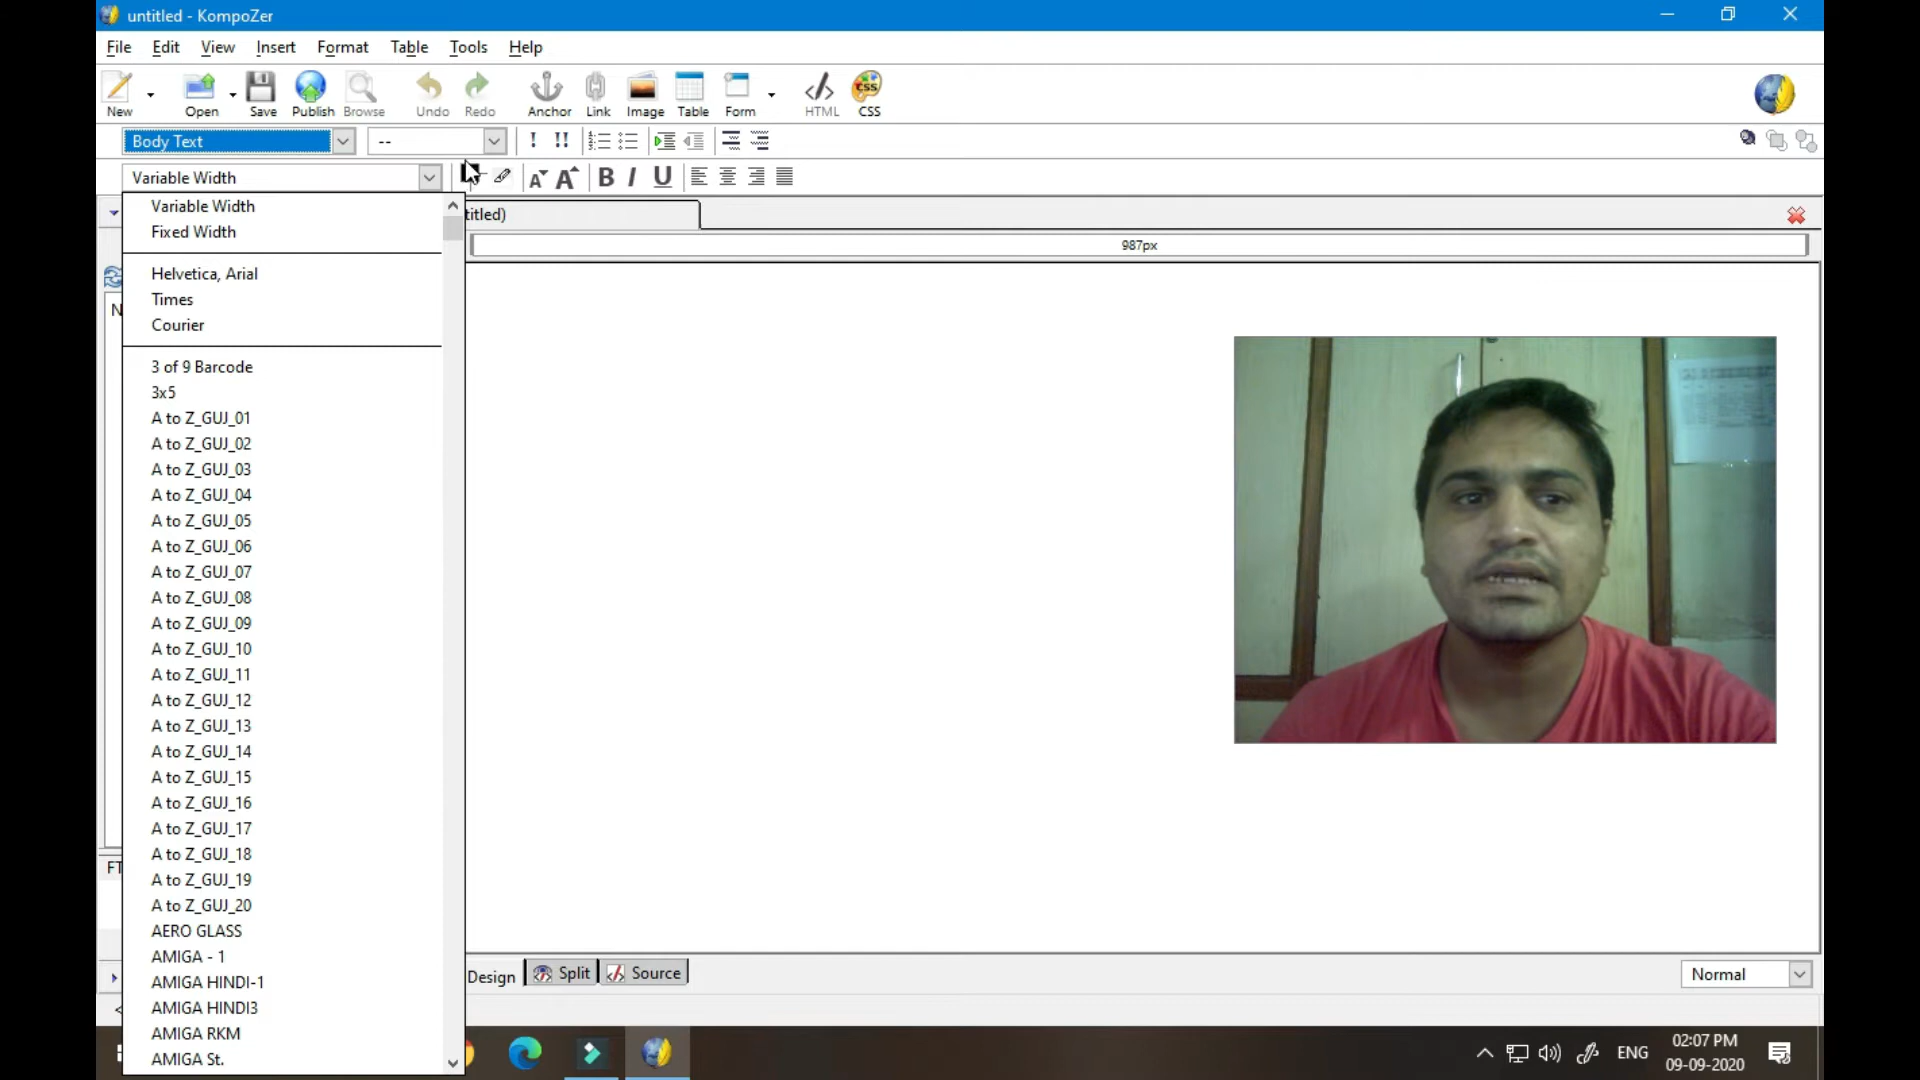 untitled - KompoZer
File Edit View Insert Format Table Tools Help
New Open Save Publish Browse Undo Redo Anchor Link Image Table Form HTML CSS
Body Text -- ! !!
Variable Width B I U
titled)
987px
Variable Width
Fixed Width
Helvetica, Arial
Times
Courier
3 of 9 Barcode
3x5
A to Z_GUJ_01
A to Z_GUJ_02
A to Z_GUJ_03
A to Z_GUJ_04
A to Z_GUJ_05
A to Z_GUJ_06
A to Z_GUJ_07
A to Z_GUJ_08
A to Z_GUJ_09
A to Z_GUJ_10
A to Z_GUJ_11
A to Z_GUJ_12
A to Z_GUJ_13
A to Z_GUJ_14
A to Z_GUJ_15
A to Z_GUJ_16
A to Z_GUJ_17
A to Z_GUJ_18
A to Z_GUJ_19
A to Z_GUJ_20
AERO GLASS
AMIGA - 1
AMIGA HINDI-1
AMIGA HINDI3
AMIGA RKM
AMIGA St.
N
FT
Design Split Source Normal
ENG 02:07 PM
09-09-2020